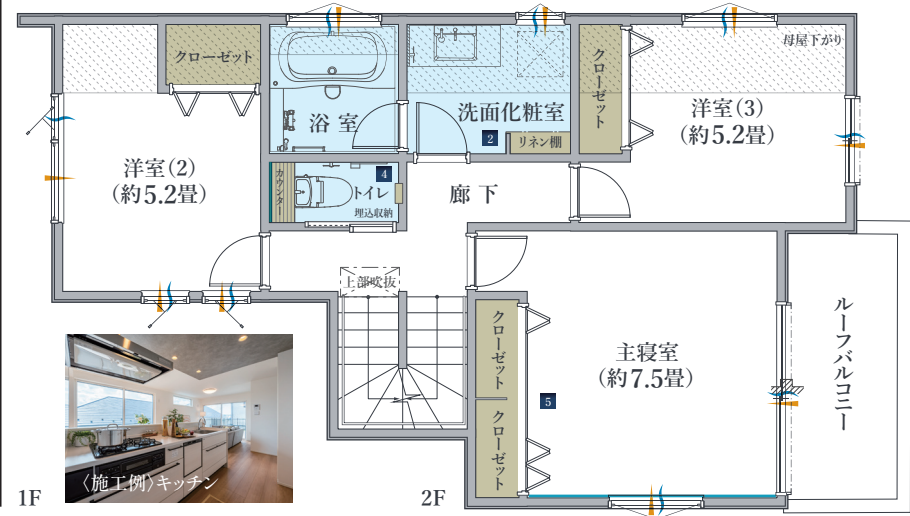 クローゼット
浴室
洗面化粧室
2
リネン棚
クローゼット
母屋下がり
洋室(3)
(約5.2畳)
洋室(2)
(約5.2畳)
カウンター
4
トイレ
埋込収納
廊下
上部吹抜
クローゼット
クローゼット
主寝室
(約7.5畳)
5
ルーフバルコニー
〈施工例〉キッチン
1F
2F